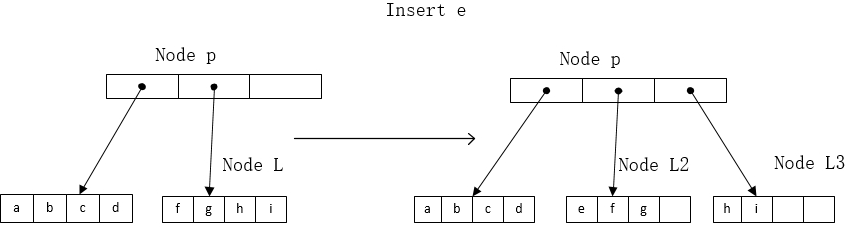 Insert e
Node p
Node p
Node L
Node L2
Node L3
a b c d
f g h i
a b c d
e f g
h i